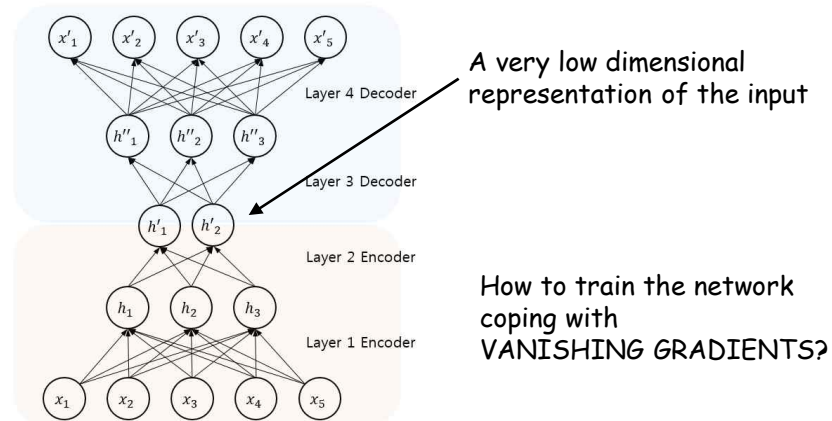 x'₁ x'₂ x'₃ x'₄ x'₅
Layer 4 Decoder
h''₁ h''₂ h''₃
Layer 3 Decoder
h'₁ h'₂
Layer 2 Encoder
h₁ h₂ h₃
Layer 1 Encoder
x₁ x₂ x₃ x₄ x₅
A very low dimensional
representation of the input
How to train the network
coping with
VANISHING GRADIENTS?